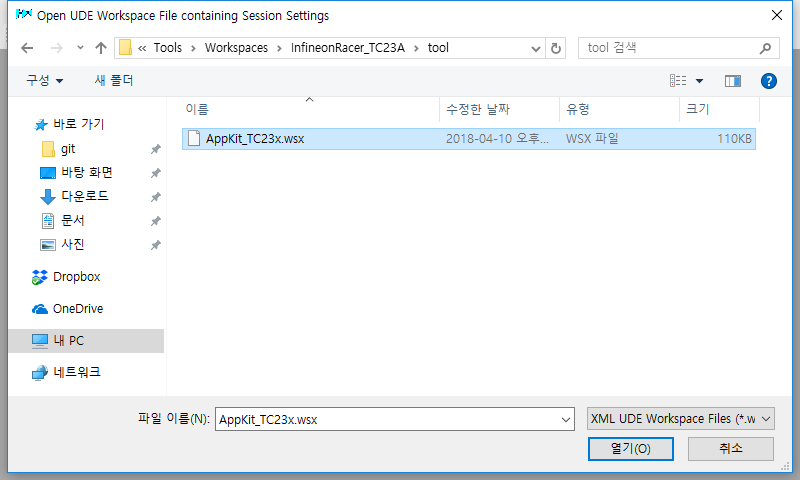 Open UDE Workspace File containing Session Settings
« Tools › Workspaces › InfineonRacer_TC23A › tool
tool 검색
구성
새 폴더
이름 수정한 날짜 유형 크기
AppKit_TC23x.wsx 2018-04-10 오후... WSX 파일 110KB
바로 가기
git
바탕 화면
다운로드
문서
사진
Dropbox
OneDrive
내 PC
네트워크
파일 이름(N): AppKit_TC23x.wsx XML UDE Workspace Files (*.w
열기(O) 취소